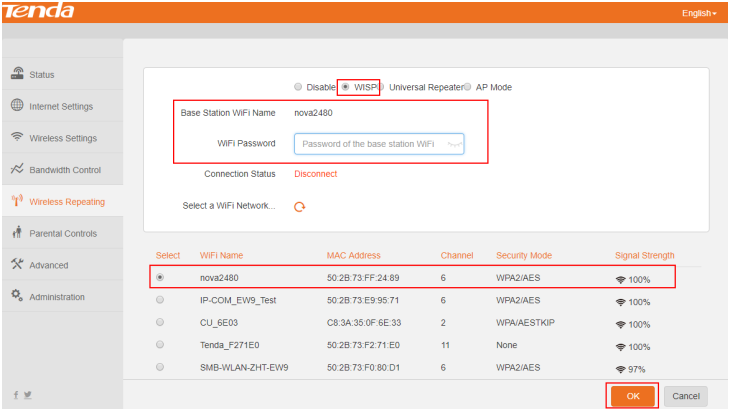 Tenda
English
Status
Internet Settings
Wireless Settings
Bandwidth Control
Wireless Repeating
Parental Controls
Advanced
Administration
Disable WISP Universal Repeater AP Mode
Base Station WiFi Name nova2480
WiFi Password Password of the base station WiFi
Connection Status Disconnect
Select a WiFi Network...
Select WiFi Name MAC Address Channel Security Mode Signal Strength
nova2480 50:2B:73:FF:24:89 6 WPA2/AES 100%
IP-COM_EW9_Test 50:2B:73:E9:95:71 6 WPA2/AES 100%
CU_6E03 C8:3A:35:0F:6E:33 2 WPA/AESTKIP 100%
Tenda_F271E0 50:2B:73:F2:71:E0 11 None 100%
SMB-WLAN-ZHT-EW9 50:2B:73:F0:80:D1 6 WPA2/AES 97%
OK Cancel